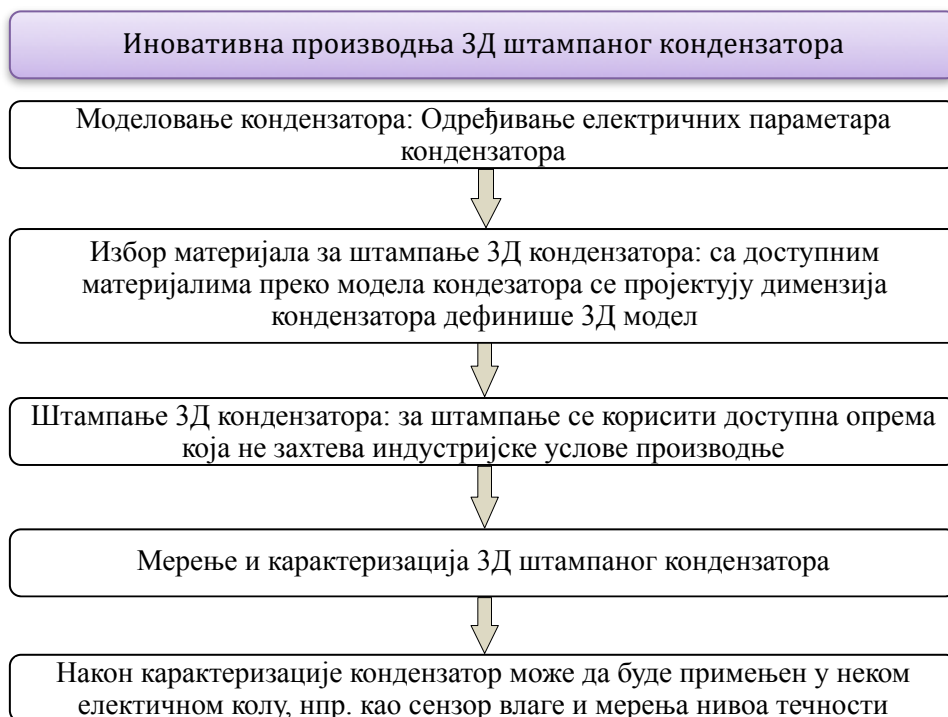 Иновативна производња 3Д штампаног кондензатора
Моделовање кондензатора: Одређивање електричних параметара
кондензатора
Избор материјала за штампање 3Д кондензатора: са доступним
материјалима преко модела кондезатора се пројектују димензија
кондензатора дефинише 3Д модел
Штампање 3Д кондензатора: за штампање се корисити доступна опрема
која не захтева индустријске услове производње
Мерење и карактеризација 3Д штампаног кондензатора
Након карактеризације кондензатор може да буде примењен у неком
електичном колу, нпр. као сензор влаге и мерења нивоа течности